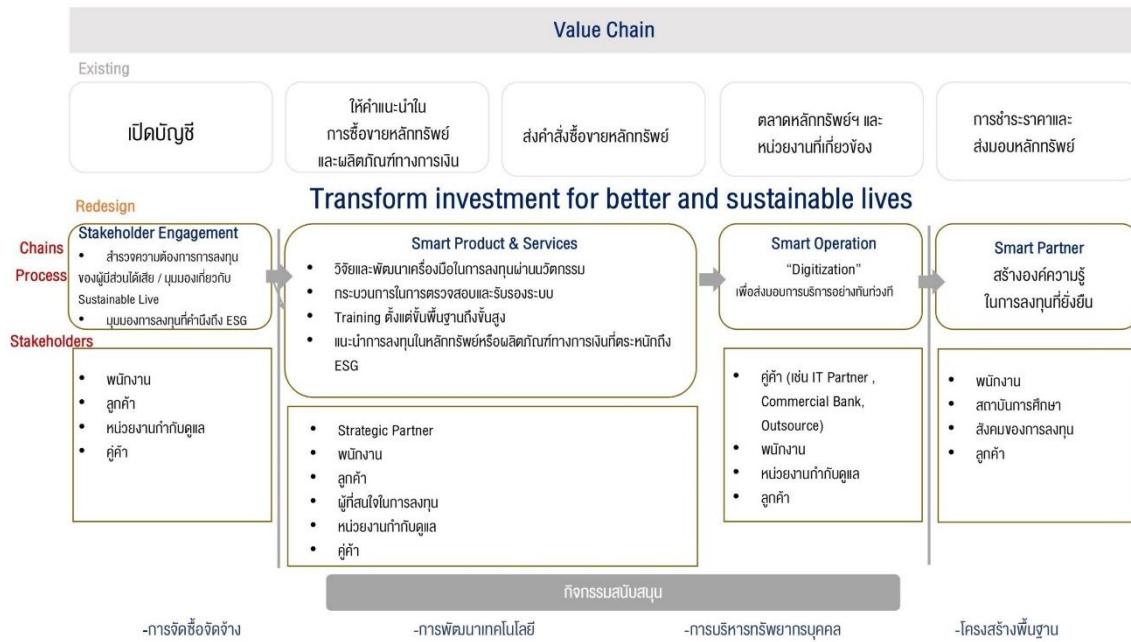 Value Chain
Existing
เปิดบัญชี
ให้คำแนะนำใน
การซื้อขายหลักทรัพย์
และผลิตภัณฑ์ทางการเงิน
ส่งคำสั่งซื้อขายหลักทรัพย์
ตลาดหลักทรัพย์ฯ และ
หน่วยงานที่เกี่ยวข้อง
การชำระราคาและ
ส่งมอบหลักทรัพย์
Transform investment for better and sustainable lives
Redesign
Chains
Process
Stakeholder Engagement
• สำรวจความต้องการการลงทุน
ของผู้มีส่วนได้เสีย / มุมมองเกี่ยวกับ
Sustainable Live
• มุมมองการลงทุนที่คำนึงถึง ESG
Smart Product & Services
• วิจัยและพัฒนาเครื่องมือในการลงทุนผ่านนวัตกรรม
• กระบวนการในการตรวจสอบและรับรองระบบ
• Training ตั้งแต่ขั้นพื้นฐานถึงขั้นสูง
• แนะนำการลงทุนในหลักทรัพย์หรือผลิตภัณฑ์ทางการเงินที่ตระหนักถึง
ESG
Smart Operation
“Digitization”
เพื่อส่งมอบการบริการอย่างทันท่วงที
Smart Partner
สร้างองค์ความรู้
ในการลงทุนที่ยั่งยืน
Stakeholders
• พนักงาน
• ลูกค้า
• หน่วยงานกำกับดูแล
• คู่ค้า
• Strategic Partner
• พนักงาน
• ลูกค้า
• ผู้ที่สนใจในการลงทุน
• หน่วยงานกำกับดูแล
• คู่ค้า
• คู่ค้า (เช่น IT Partner ,
Commercial Bank,
Outsource)
• พนักงาน
• หน่วยงานกำกับดูแล
• ลูกค้า
• พนักงาน
• สถาบันการศึกษา
• สังคมของการลงทุน
• ลูกค้า
กิจกรรมสนับสนุน
-การจัดซื้อจัดจ้าง
-การพัฒนาเทคโนโลยี
-การบริหารทรัพยากรบุคคล
-โครงสร้างพื้นฐาน